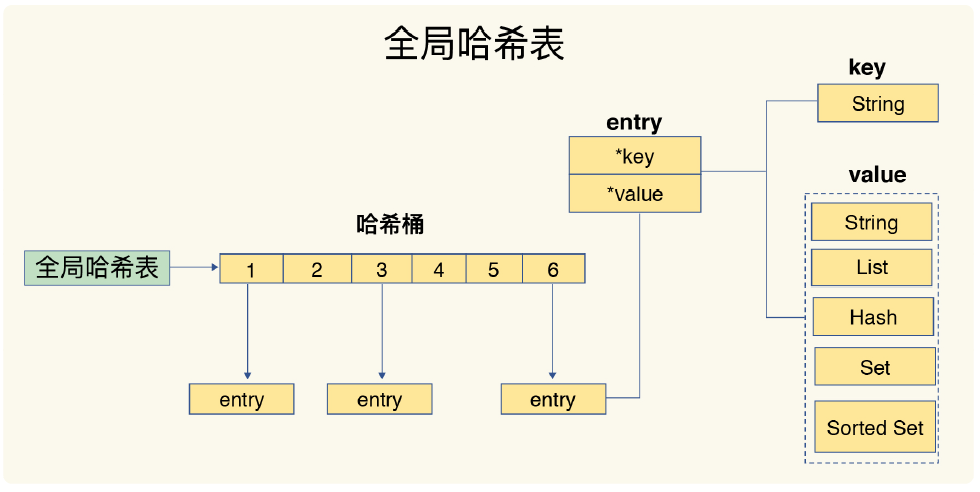 全局哈希表
key
String
entry
*key
*value
value
String
List
Hash
Set
Sorted Set
哈希桶
全局哈希表
1 2 3 4 5 6
entry entry entry